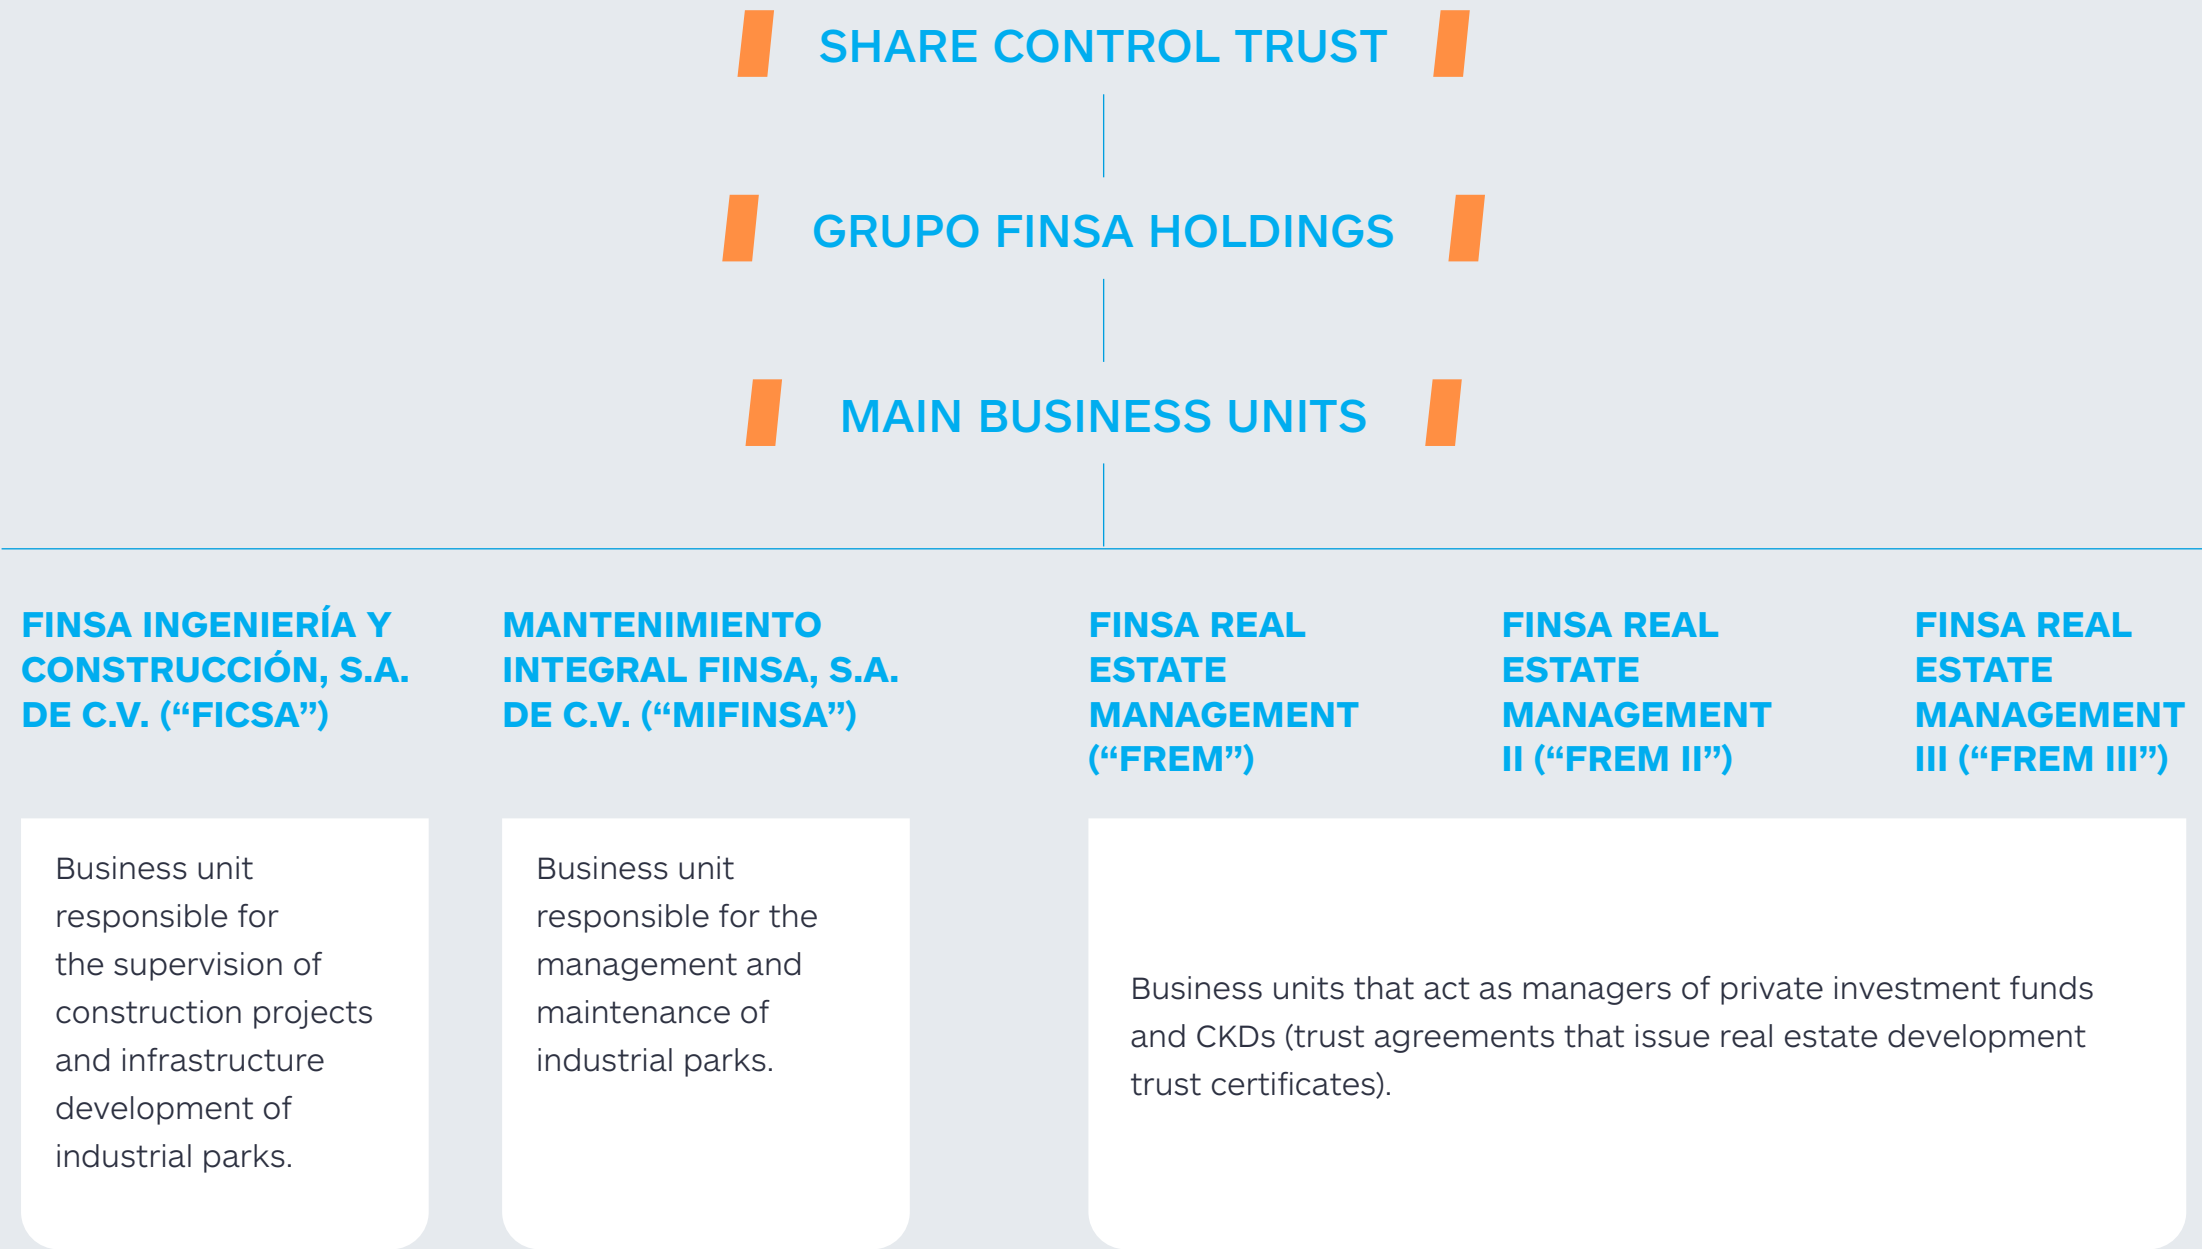 SHARE CONTROL TRUST
GRUPO FINSA HOLDINGS
MAIN BUSINESS UNITS
FINSA INGENIERÍA Y
CONSTRUCCIÓN, S.A.
DE C.V. (“FICSA”)
Business unit
responsible for
the supervision of
construction projects
and infrastructure
development of
industrial parks.
MANTENIMIENTO
INTEGRAL FINSA, S.A.
DE C.V. (“MIFINSA”)
Business unit
responsible for the
management and
maintenance of
industrial parks.
FINSA REAL
ESTATE
MANAGEMENT
(“FREM”)
FINSA REAL
ESTATE
MANAGEMENT
II (“FREM II”)
FINSA REAL
ESTATE
MANAGEMENT
III (“FREM III”)
Business units that act as managers of private investment funds
and CKDs (trust agreements that issue real estate development
trust certificates).